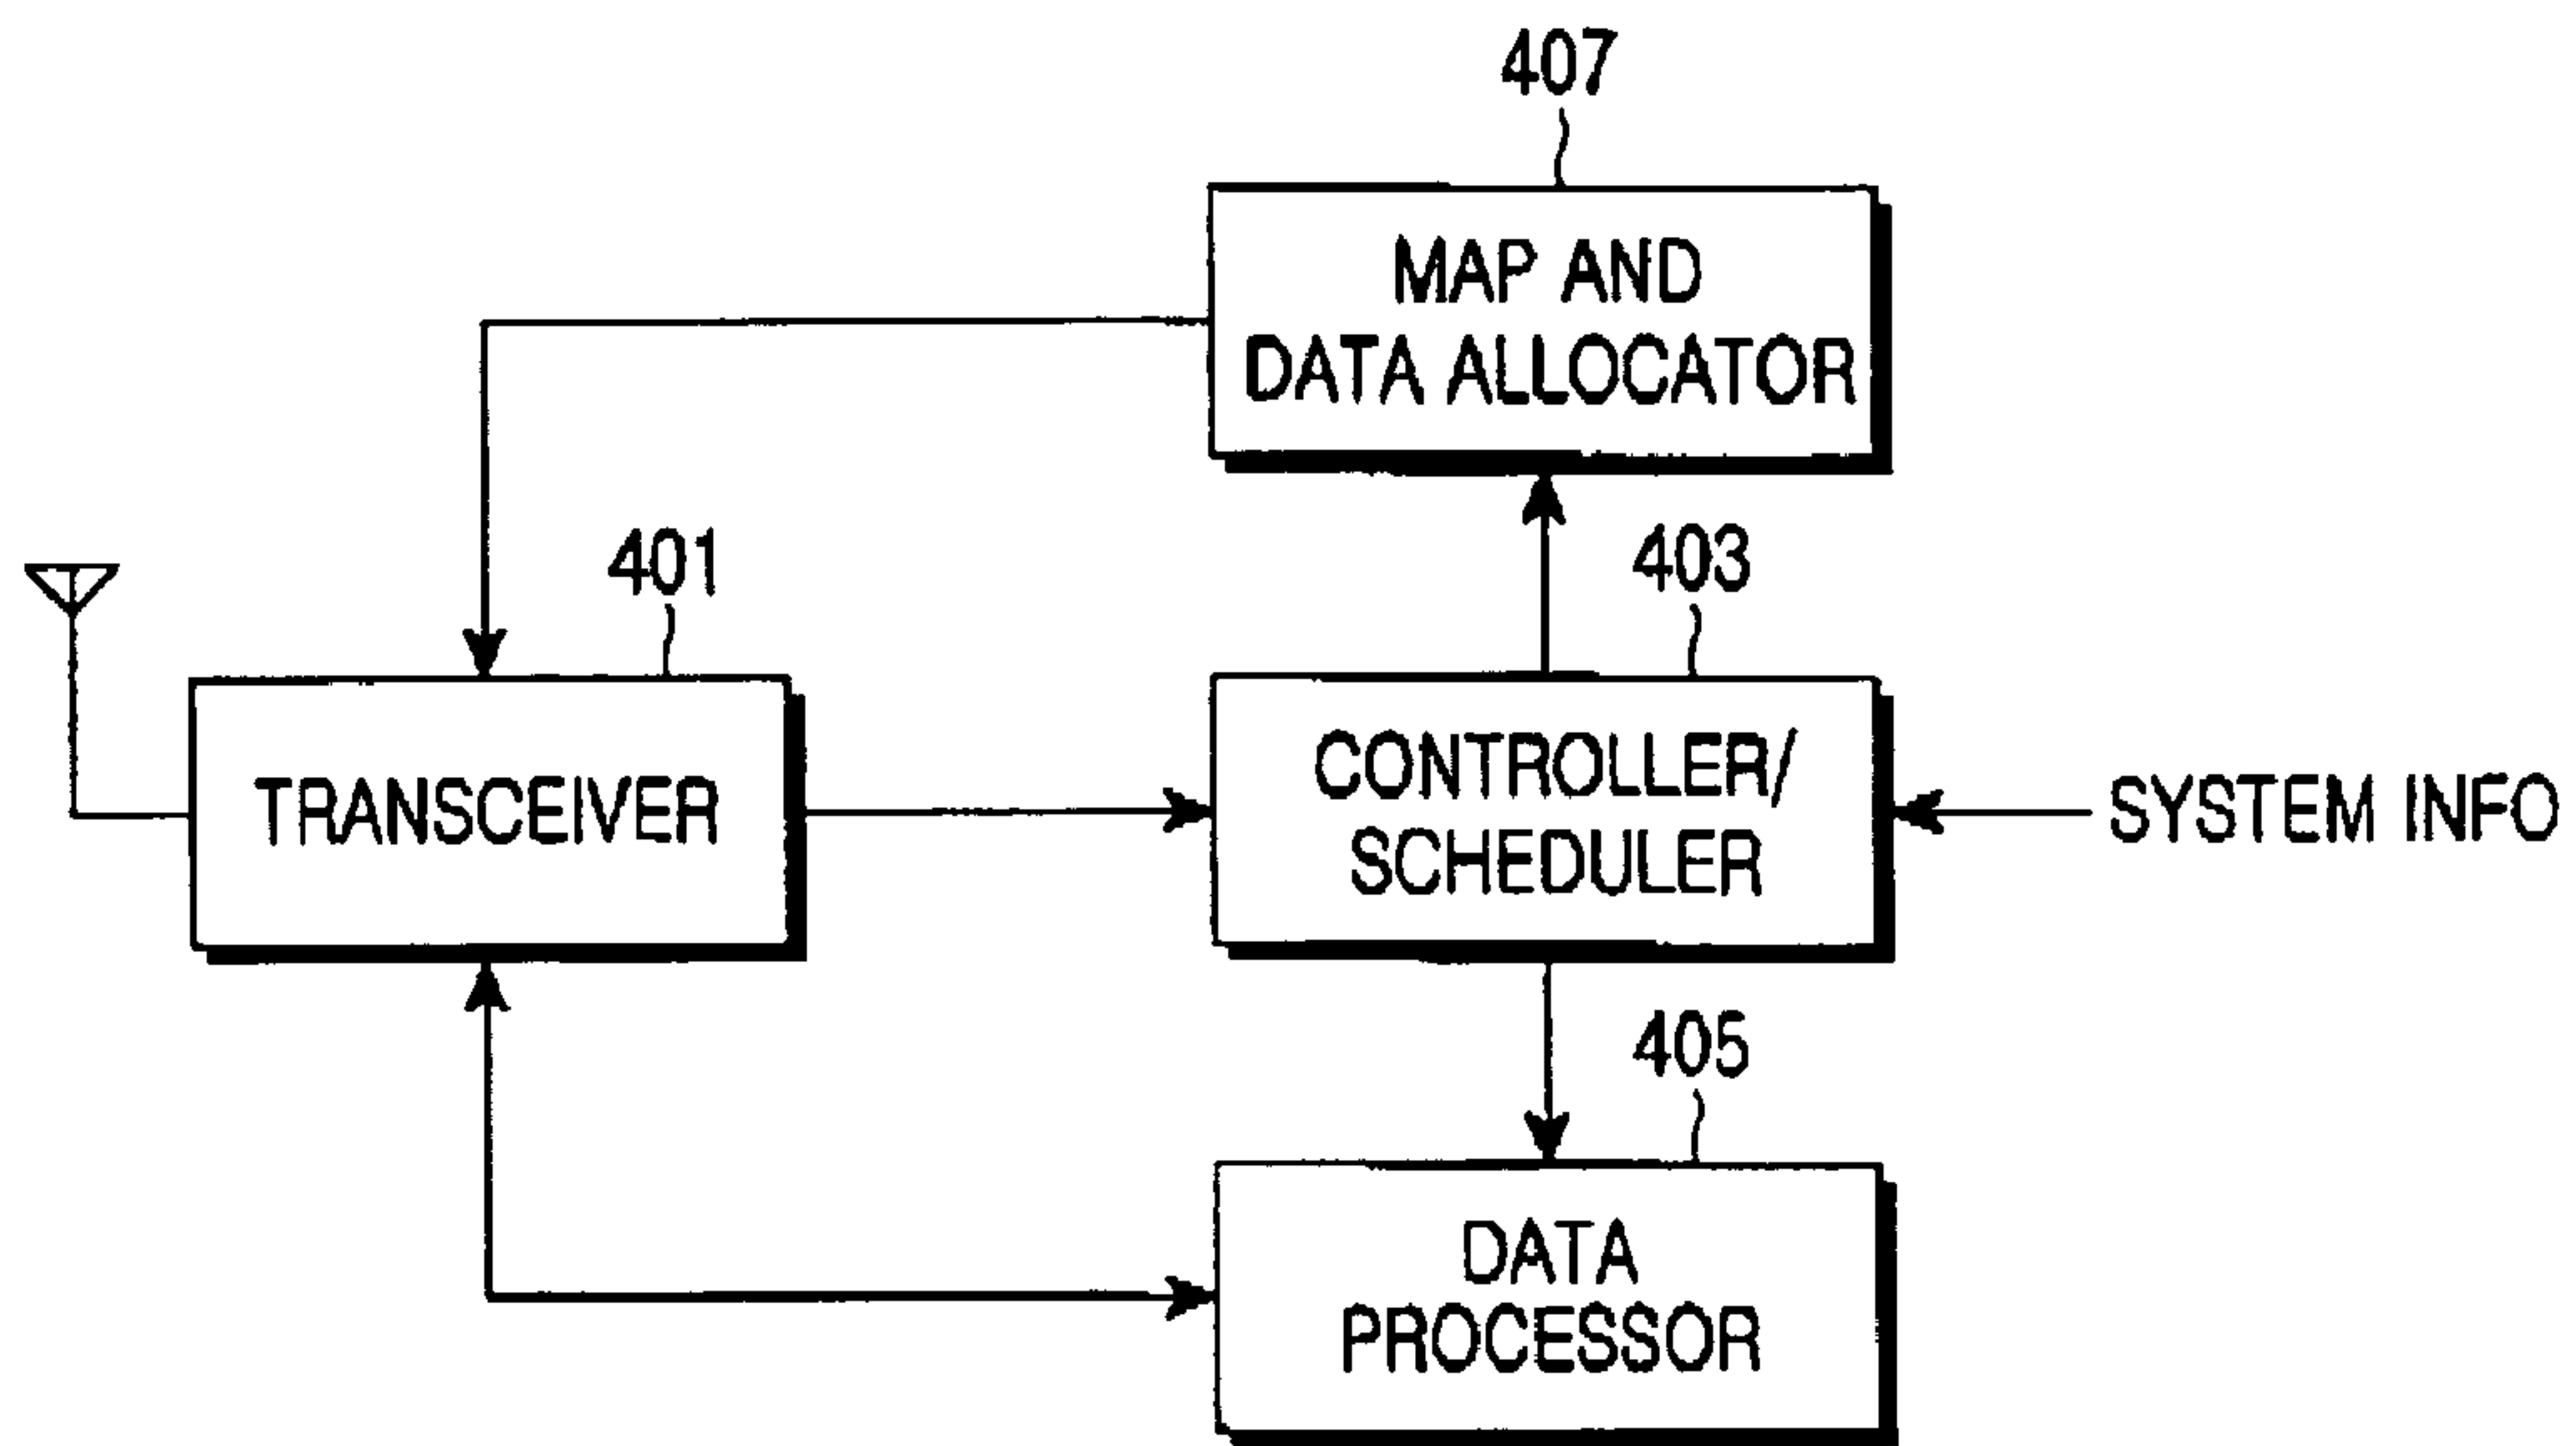 407
MAP AND
DATA ALLOCATOR
401
403
TRANSCEIVER
CONTROLLER/
SCHEDULER
SYSTEM INFO
405
DATA
PROCESSOR